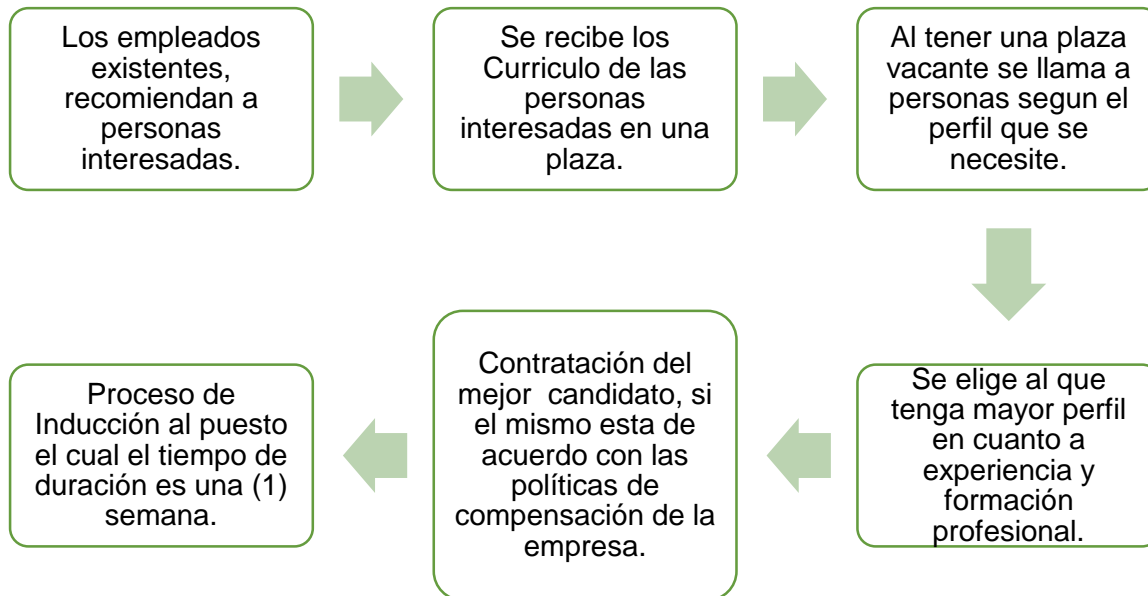 Los empleados
existentes,
recomiendan a
personas
interesadas.
Se recibe los
Curriculo de las
personas
interesadas en una
plaza.
Al tener una plaza
vacante se llama a
personas segun el
perfil que se
necesite.
Se elige al que
tenga mayor perfil
en cuanto a
experiencia y
formación
profesional.
Contratación del
mejor candidato, si
el mismo esta de
acuerdo con las
políticas de
compensación de la
empresa.
Proceso de
Inducción al puesto
el cual el tiempo de
duración es una (1)
semana.